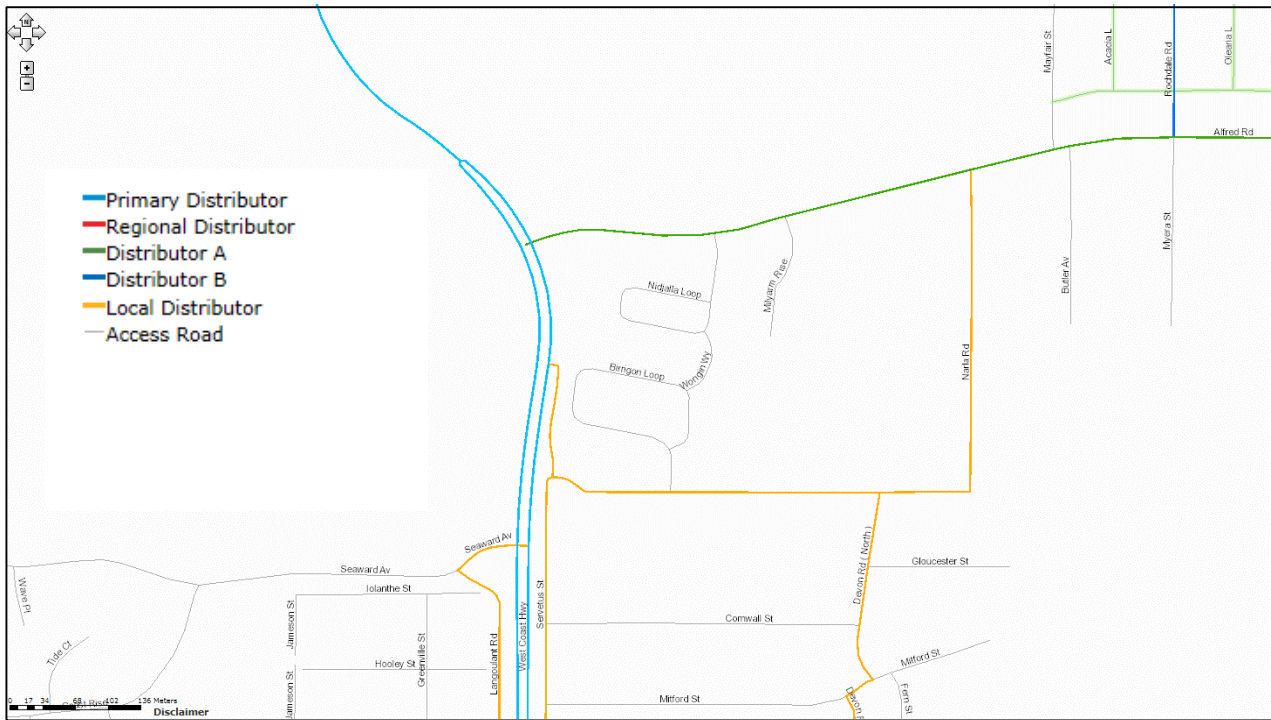 N
Mayfair St
Acacia L
Rochdale Rd
Olearia L
+
-
Alfred Rd
Primary Distributor
Regional Distributor
Distributor A
Distributor B
Local Distributor
Access Road
Butler Av
Myera St
Nidjalla Loop
Milyarm Rise
Birrigon Loop
Wongin Wy
Narla Rd
Seaward Av
Seaward Av
Iolanthe St
Wave Pl
Jameson St
Greenville St
Langoulant Rd
West Coast Hwy
Servetus St
Devon Rd ( North )
Gloucester St
Cornwall St
Tide Ct
Hooley St
Mitford St
Jameson St
Mitford St
Fern St
0 17 34 68 102 136 Meters
Disclaimer